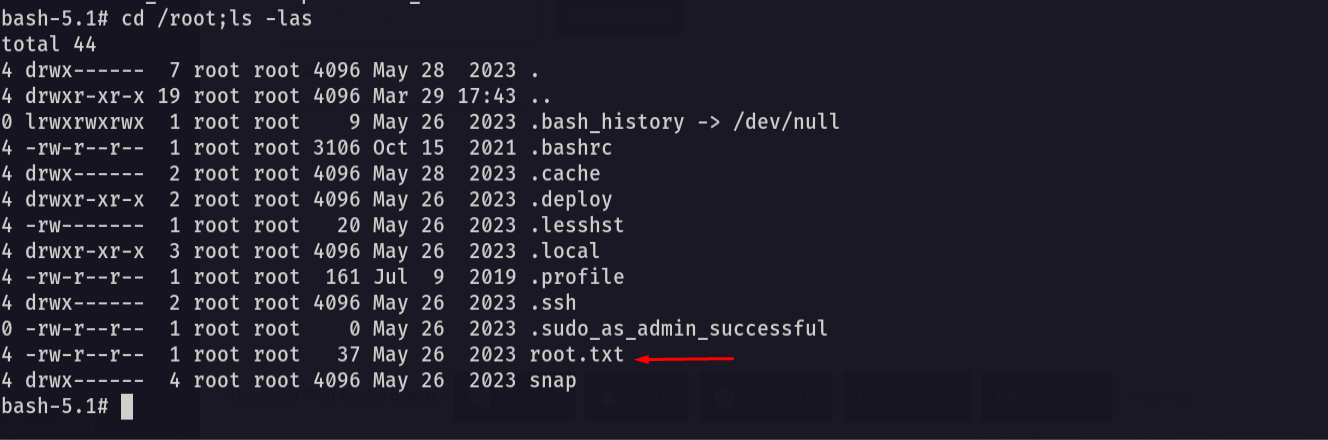 bash-5.1# cd /root;ls -las
total 44
4 drwx------  7 root root 4096 May 28  2023 .
4 drwxr-xr-x 19 root root 4096 Mar 29 17:43 ..
0 lrwxrwxrwx  1 root root    9 May 26  2023 .bash_history -> /dev/null
4 -rw-r--r--  1 root root 3106 Oct 15  2021 .bashrc
4 drwx------  2 root root 4096 May 28  2023 .cache
4 drwxr-xr-x  2 root root 4096 May 26  2023 .deploy
4 -rw-------  1 root root   20 May 26  2023 .lesshst
4 drwxr-xr-x  3 root root 4096 May 26  2023 .local
4 -rw-r--r--  1 root root  161 Jul  9  2019 .profile
4 drwx------  2 root root 4096 May 26  2023 .ssh
0 -rw-r--r--  1 root root    0 May 26  2023 .sudo_as_admin_successful
4 -rw-r--r--  1 root root   37 May 26  2023 root.txt
4 drwx------  4 root root 4096 May 26  2023 snap
bash-5.1#